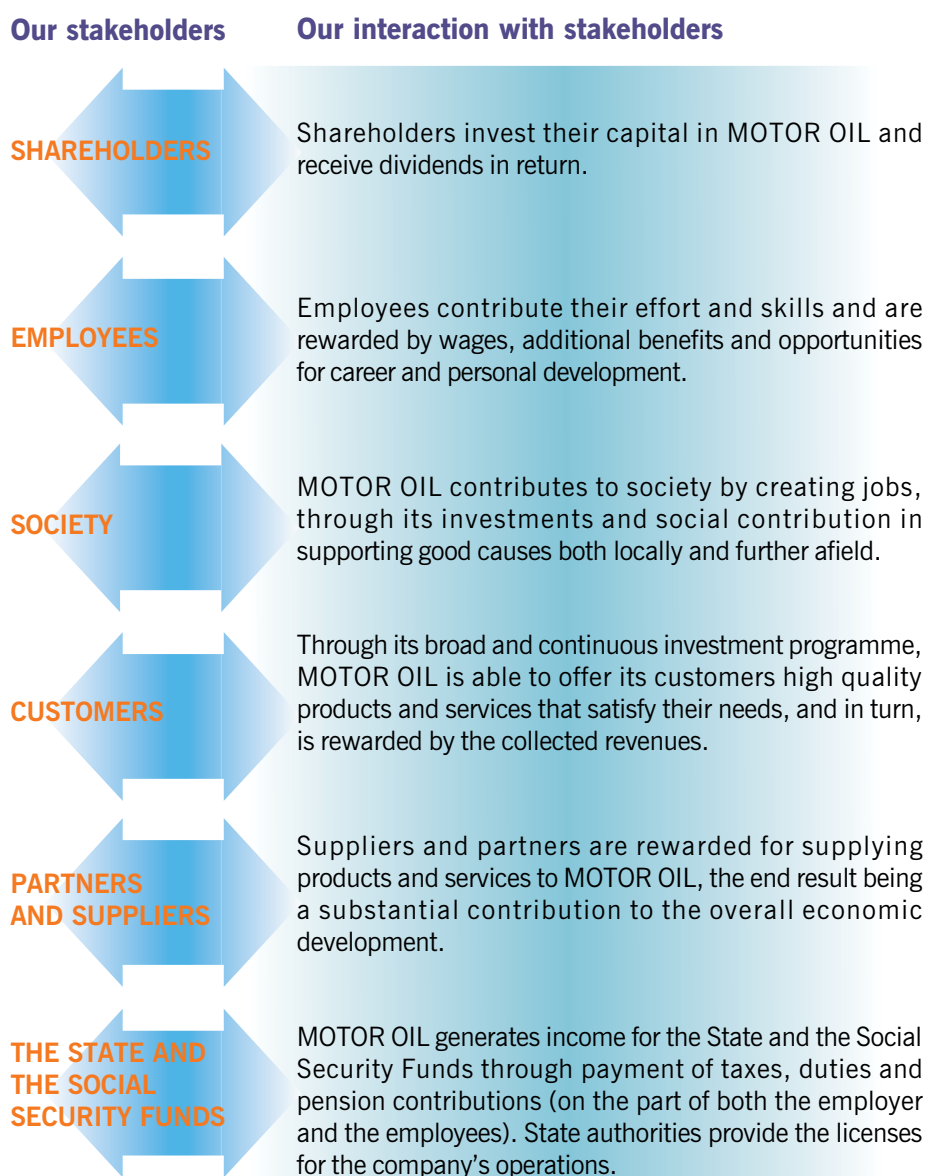 Our stakeholders
Our interaction with stakeholders
SHAREHOLDERS
Shareholders invest their capital in MOTOR OIL and
receive dividends in return.
EMPLOYEES
Employees contribute their effort and skills and are
rewarded by wages, additional benefits and opportunities
for career and personal development.
SOCIETY
MOTOR OIL contributes to society by creating jobs,
through its investments and social contribution in
supporting good causes both locally and further afield.
CUSTOMERS
Through its broad and continuous investment programme,
MOTOR OIL is able to offer its customers high quality
products and services that satisfy their needs, and in turn,
is rewarded by the collected revenues.
PARTNERS
AND SUPPLIERS
Suppliers and partners are rewarded for supplying
products and services to MOTOR OIL, the end result being
a substantial contribution to the overall economic
development.
THE STATE AND
THE SOCIAL
SECURITY FUNDS
MOTOR OIL generates income for the State and the Social
Security Funds through payment of taxes, duties and
pension contributions (on the part of both the employer
and the employees). State authorities provide the licenses
for the company's operations.